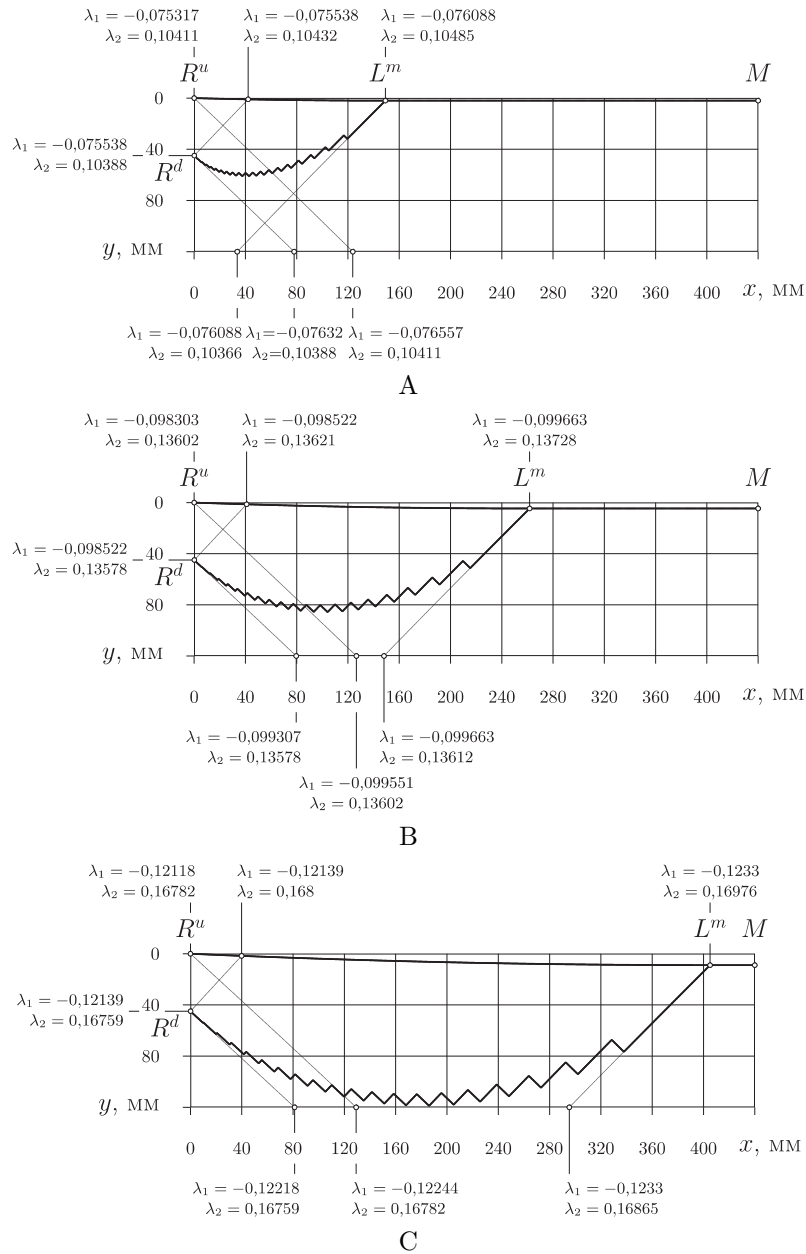 λ₁ = −0,075317 λ₁ = −0,075538 λ₁ = −0,076088
λ₂ = 0,10411 λ₂ = 0,10432 λ₂ = 0,10485
Rᵘ Lᵐ M
0
λ₁ = −0,075538
40
λ₂ = 0,10388
Rᵈ
80
y, мм
0 40 80 120 160 200 240 280 320 360 400 x, мм
λ₁ = −0,076088 λ₁=−0,07632 λ₁ = −0,076557
λ₂ = 0,10366 λ₂=0,10388 λ₂ = 0,10411
A
λ₁ = −0,098303 λ₁ = −0,098522 λ₁ = −0,099663
λ₂ = 0,13602 λ₂ = 0,13621 λ₂ = 0,13728
Rᵘ Lᵐ M
0
λ₁ = −0,098522
40
λ₂ = 0,13578
Rᵈ
80
y, мм
0 40 80 120 160 200 240 280 320 360 400 x, мм
λ₁ = −0,099307 λ₁ = −0,099663
λ₂ = 0,13578 λ₂ = 0,13612
λ₁ = −0,099551
λ₂ = 0,13602
B
λ₁ = −0,12118 λ₁ = −0,12139 λ₁ = −0,1233
λ₂ = 0,16782 λ₂ = 0,168 λ₂ = 0,16976
Rᵘ Lᵐ M
0
λ₁ = −0,12139
40
λ₂ = 0,16759
Rᵈ
80
y, мм
0 40 80 120 160 200 240 280 320 360 400 x, мм
λ₁ = −0,12218 λ₁ = −0,12244 λ₁ = −0,1233
λ₂ = 0,16759 λ₂ = 0,16782 λ₂ = 0,16865
C